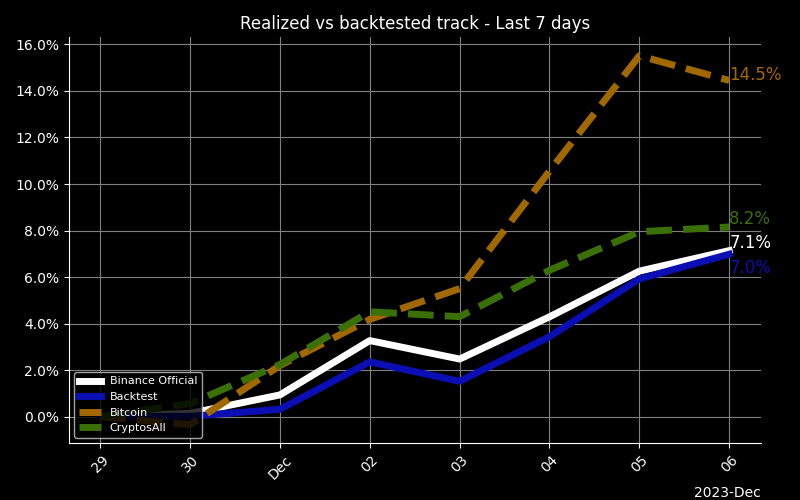 Realized vs backtested track - Last 7 days
16.0%
14.0%
12.0%
10.0%
8.0%
6.0%
4.0%
2.0%
0.0%
14.5%
8.2%
7.1%
7.0%
Binance Official
Backtest
Bitcoin
CryptosAll
29
30
Dec
02
03
04
05
06
2023-Dec